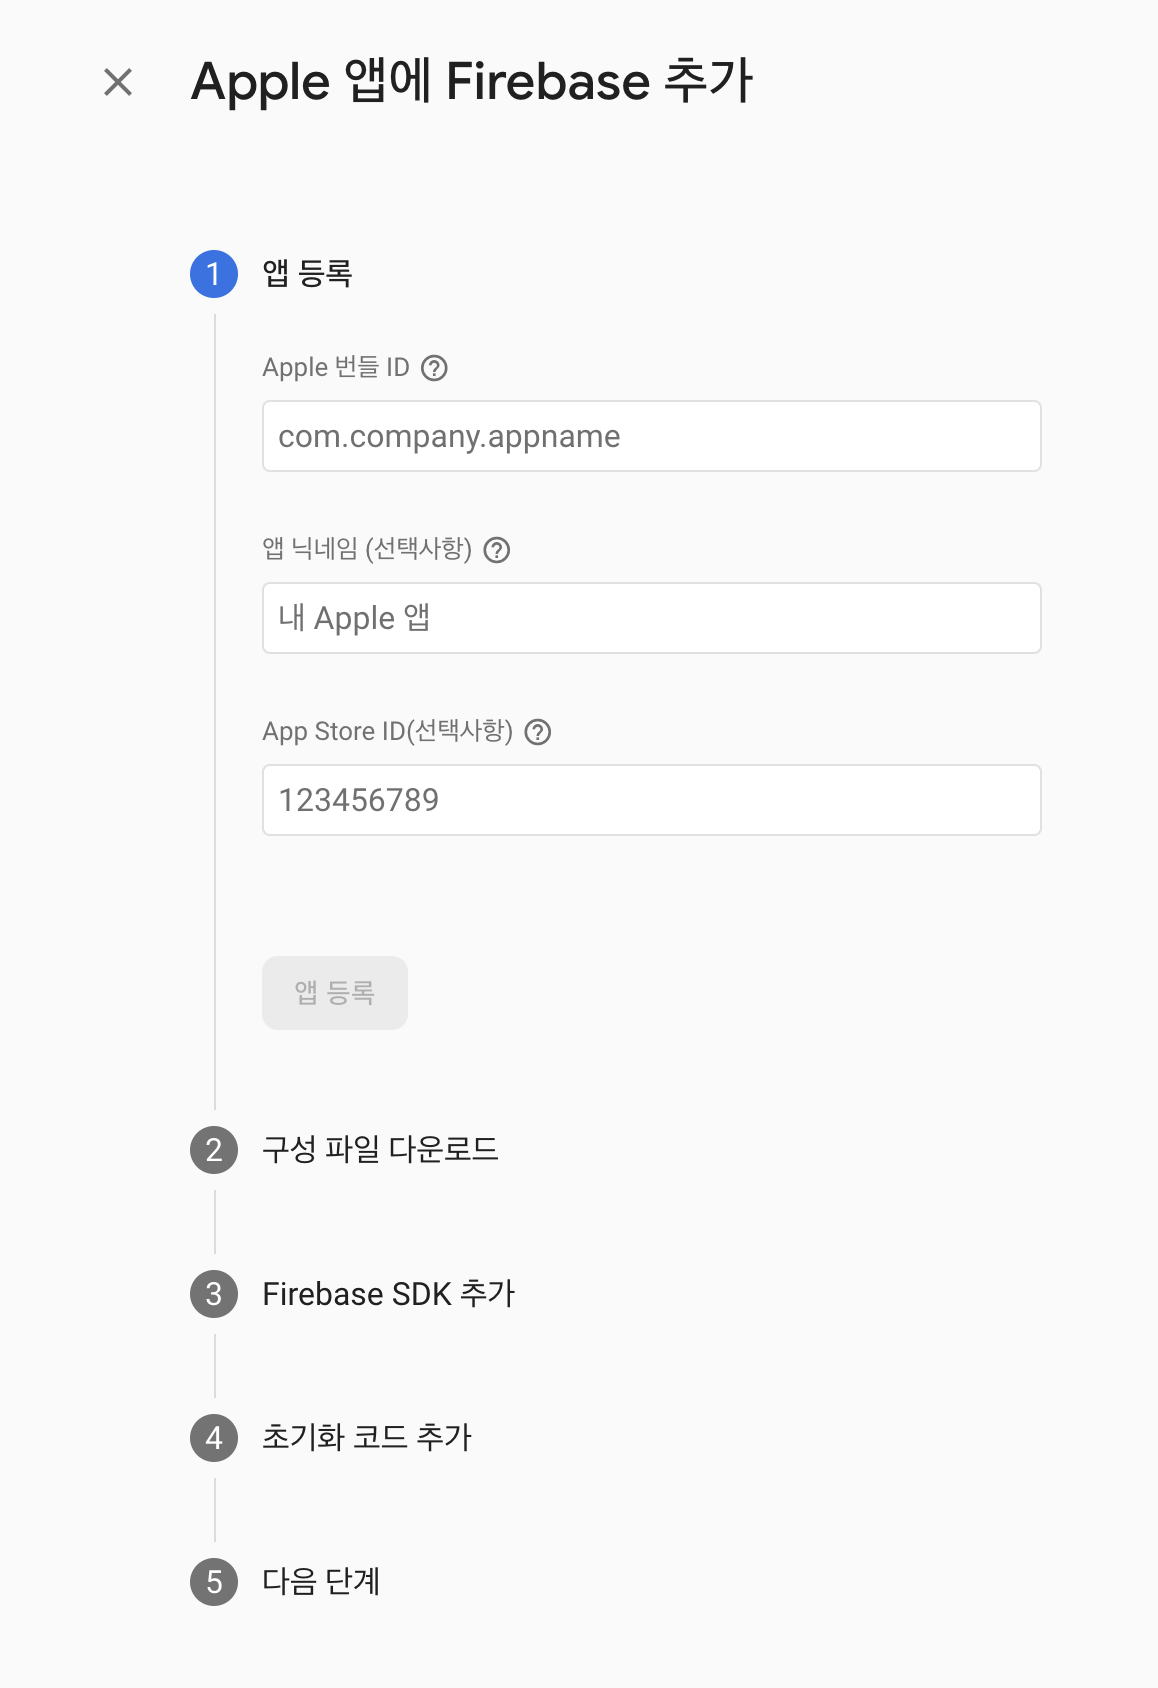 Apple 앱에 Firebase 추가
1 앱 등록
Apple 번들 ID
com.company.appname
앱 닉네임 (선택사항)
내 Apple 앱
App Store ID(선택사항)
123456789
앱 등록
2 구성 파일 다운로드
3 Firebase SDK 추가
4 초기화 코드 추가
5 다음 단계